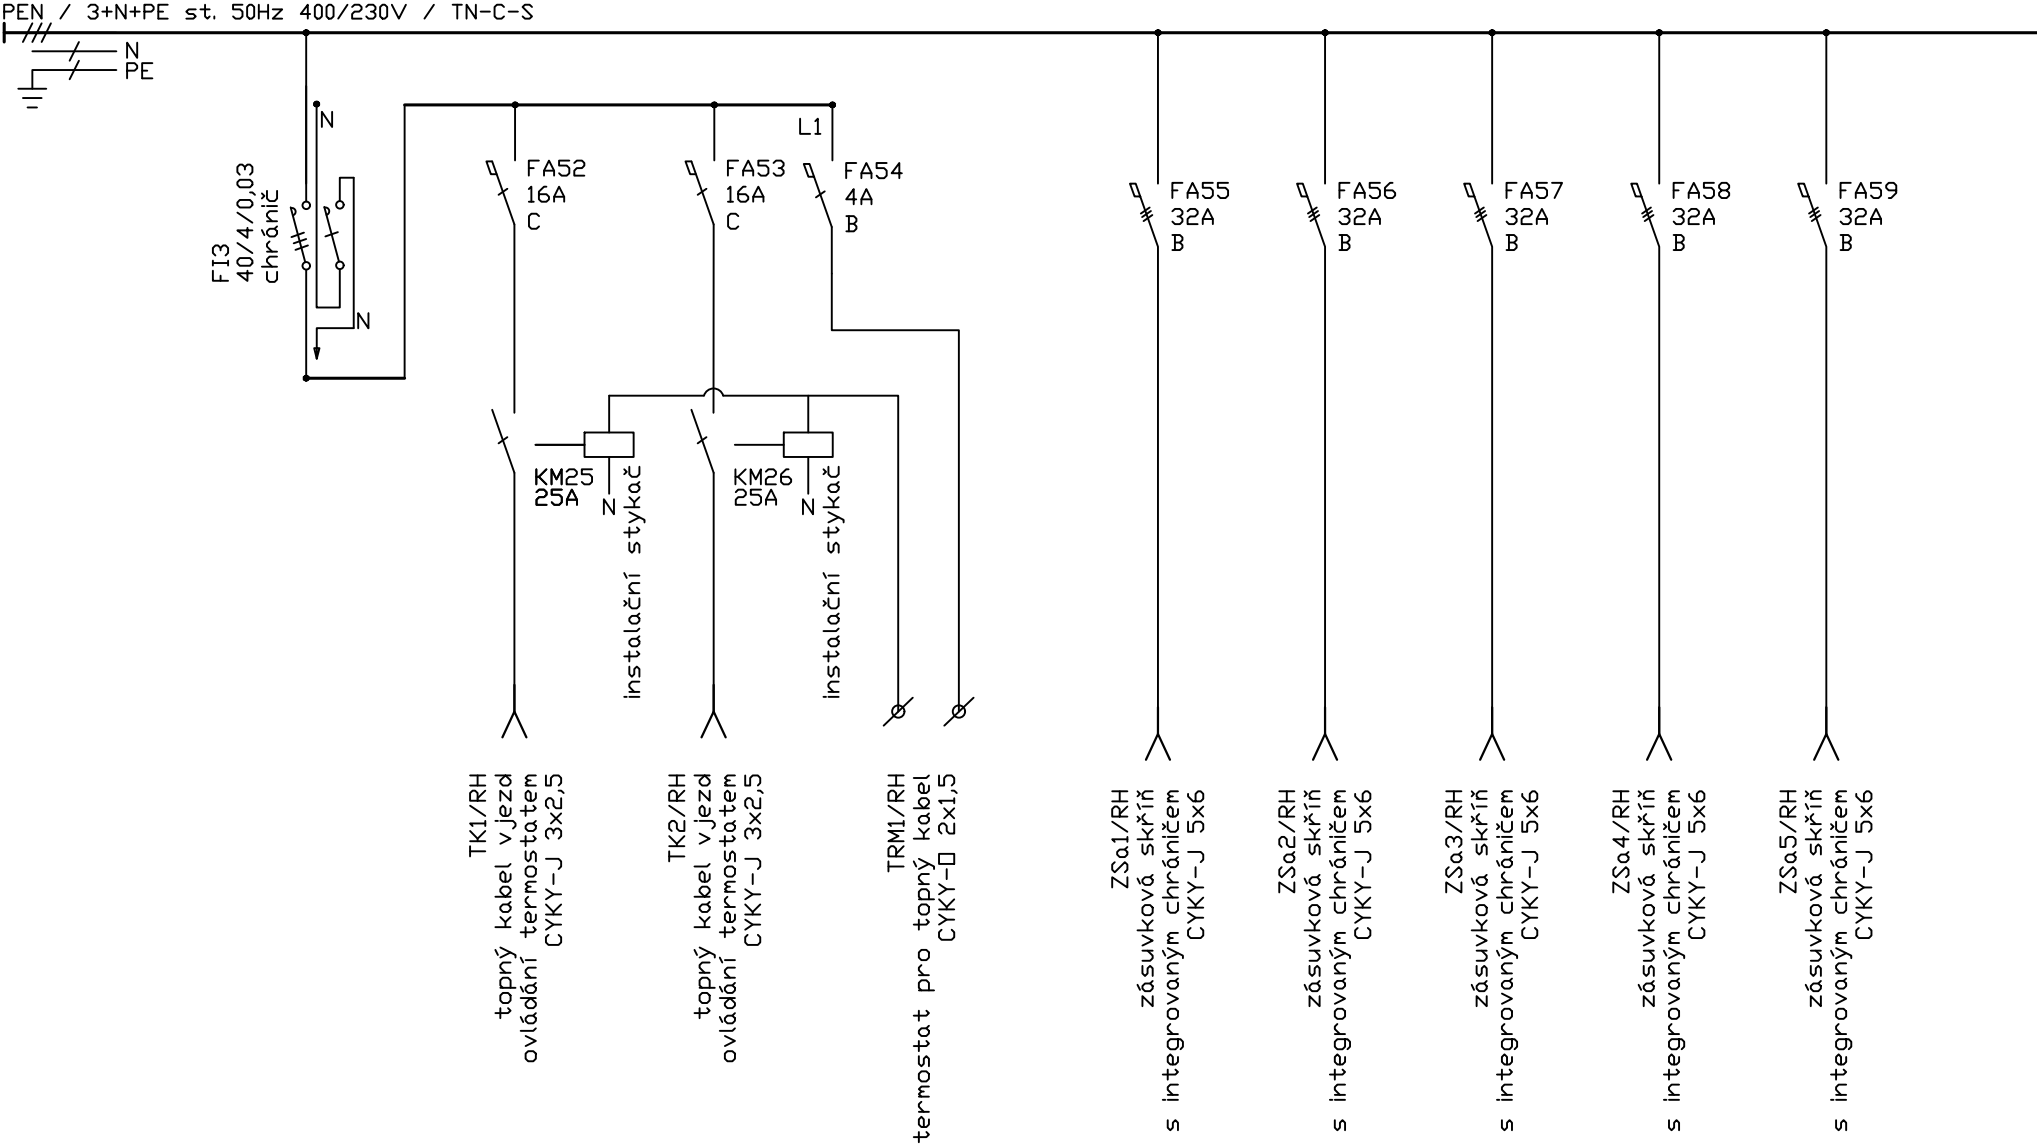 PEN / 3+N+PE st. 50Hz 400/230V / TN-C-S
N
PE
N
FI3
40/4/0,03
chránič
N
L1
FA52
16A
C
FA53
16A
C
FA54
4A
B
FA55
32A
B
FA56
32A
B
FA57
32A
B
FA58
32A
B
FA59
32A
B
KM25
25A
N
instalační stykač
KM26
25A
N
instalační stykač
TK1/RH
topný kabel vjezd
ovládání termostatem
CYKY-J 3x2,5
TK2/RH
topný kabel vjezd
ovládání termostatem
CYKY-J 3x2,5
TRM1/RH
termostat pro topný kabel
CYKY-□ 2x1,5
ZSa1/RH
zásuvková skříň
s integrovaným chráničem
CYKY-J 5x6
ZSa2/RH
zásuvková skříň
s integrovaným chráničem
CYKY-J 5x6
ZSa3/RH
zásuvková skříň
s integrovaným chráničem
CYKY-J 5x6
ZSa4/RH
zásuvková skříň
s integrovaným chráničem
CYKY-J 5x6
ZSa5/RH
zásuvková skříň
s integrovaným chráničem
CYKY-J 5x6